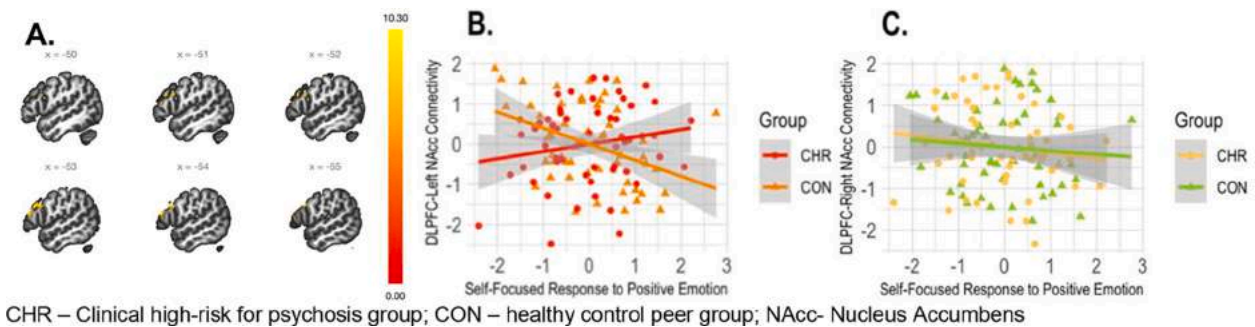 A.
x = -50
x = -51
x = -52
x = -53
x = -54
x = -55
10.30
0.00
B.
DLPFC-Left NAcc Connectivity
2
1
0
-1
-2
-2
-1
0
1
2
3
Self-Focused Response to Positive Emotion
Group
CHR
CON
C.
DLPFC-Right NAcc Connectivity
2
1
0
-1
2
-2
-1
0
1
2
3
Self-Focused Response to Positive Emotion
Group
CHR
CON
CHR – Clinical high-risk for psychosis group; CON – healthy control peer group; NAcc- Nucleus Accumbens